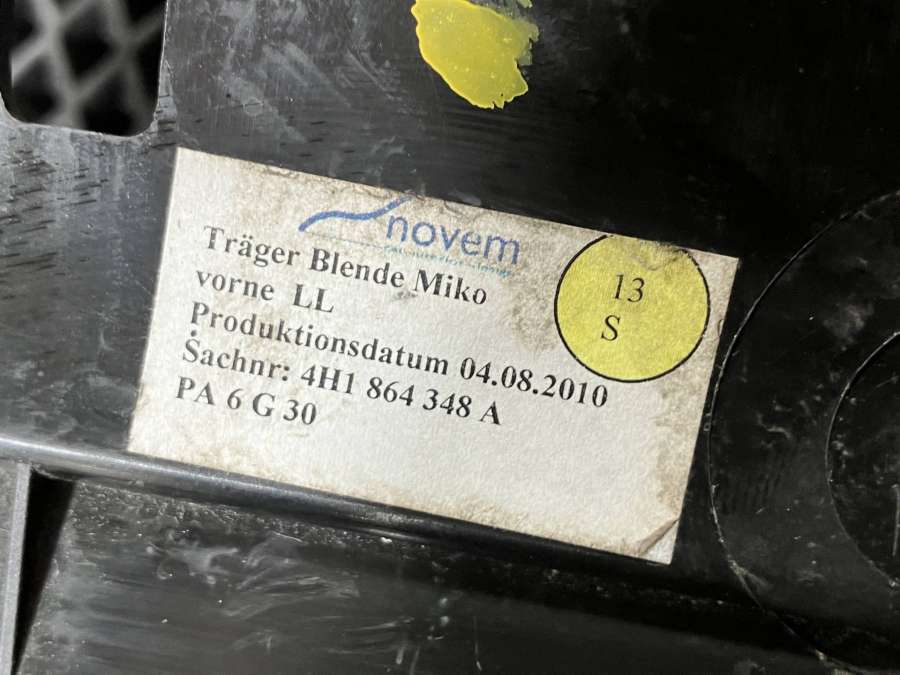 novem
Träger Blende Miko
vorne LL
Produktionsdatum 04.08.2010
Sachnr: 4H1 864 348 A
PA 6 G 30
13
S